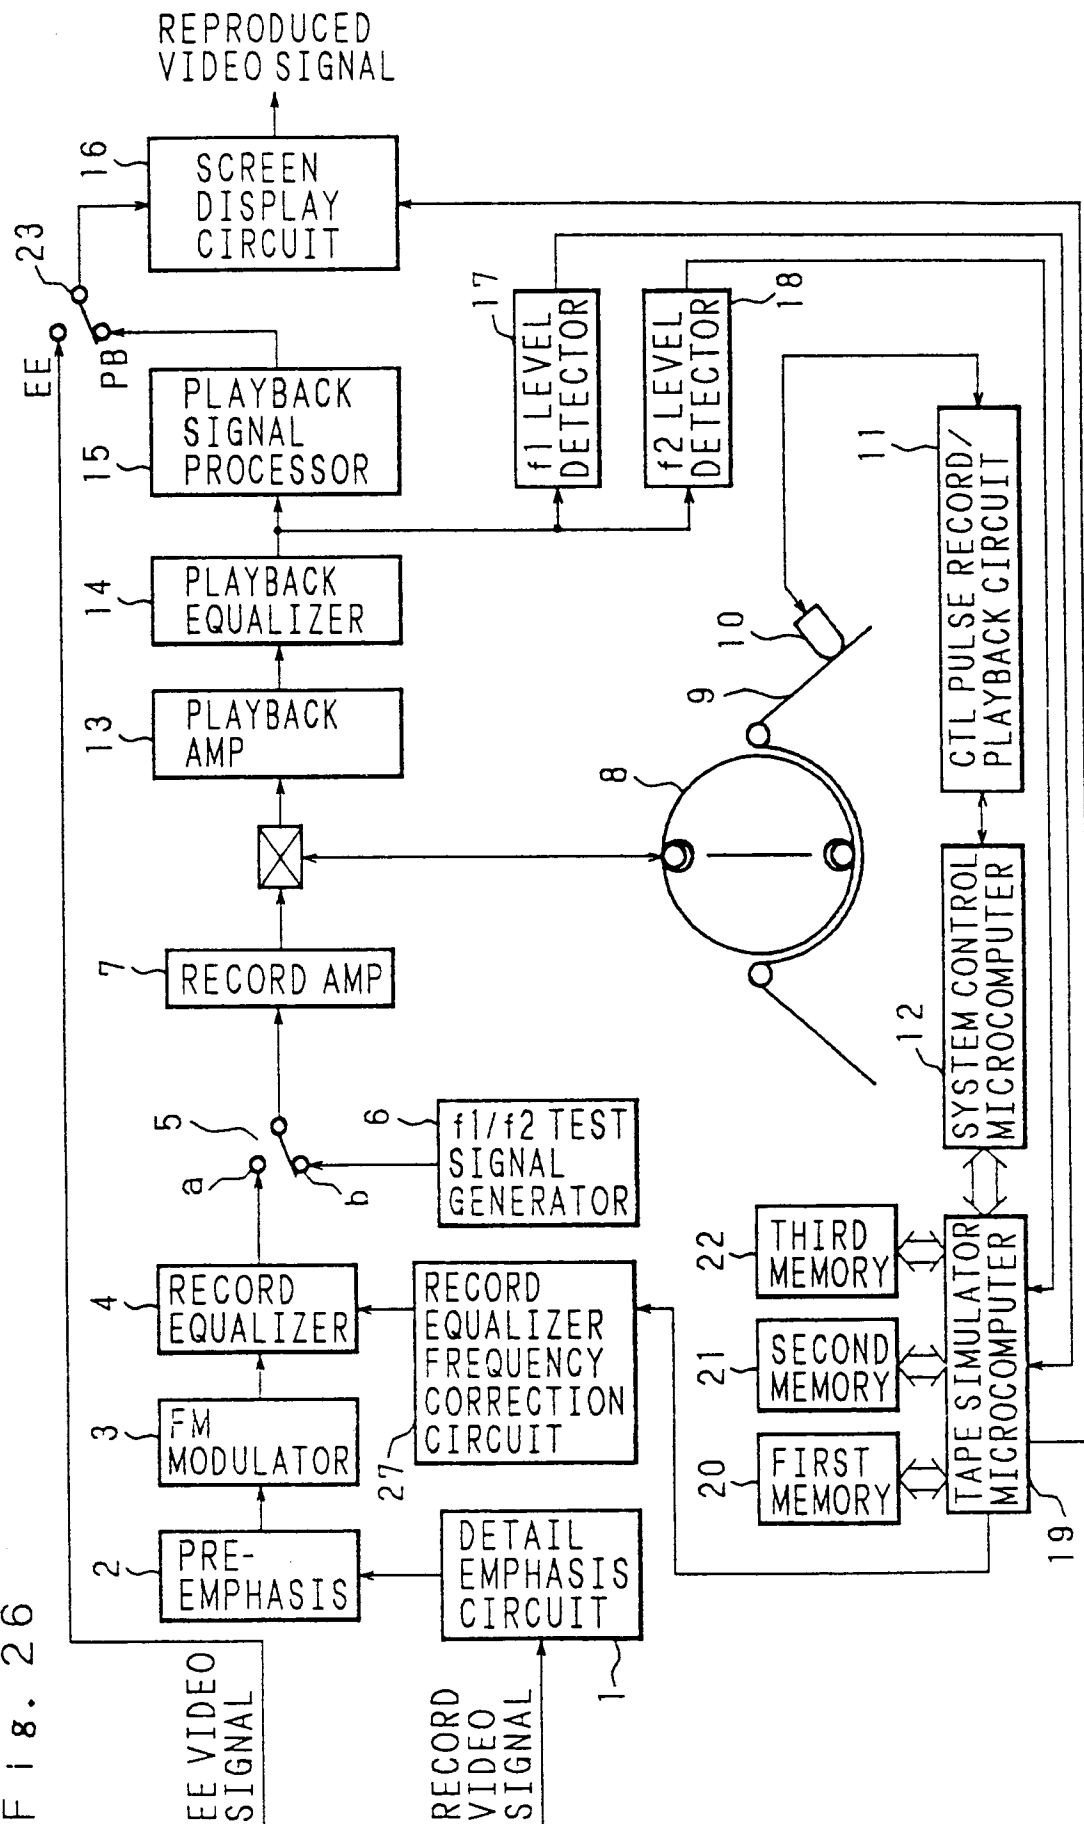 Fig. 26
EE VIDEO
SIGNAL
RECORD
VIDEO
SIGNAL
1
DETAIL
EMPHASIS
CIRCUIT
2
PRE-
EMPHASIS
3
FM
MODULATOR
4
RECORD
EQUALIZER
27
RECORD
EQUALIZER
FREQUENCY
CORRECTION
CIRCUIT
5
a
b
6
f1/f2 TEST
SIGNAL
GENERATOR
7
RECORD AMP
8
9
10
13
PLAYBACK
AMP
14
PLAYBACK
EQUALIZER
15
PLAYBACK
SIGNAL
PROCESSOR
EE
PB
23
16
SCREEN
DISPLAY
CIRCUIT
REPRODUCED
VIDEO SIGNAL
17
f1 LEVEL
DETECTOR
f2 LEVEL
DETECTOR
18
11
CTL PULSE RECORD/
PLAYBACK CIRCUIT
12
SYSTEM CONTROL
MICROCOMPUTER
20
FIRST
MEMORY
21
SECOND
MEMORY
22
THIRD
MEMORY
TAPE SIMULATOR
MICROCOMPUTER
19